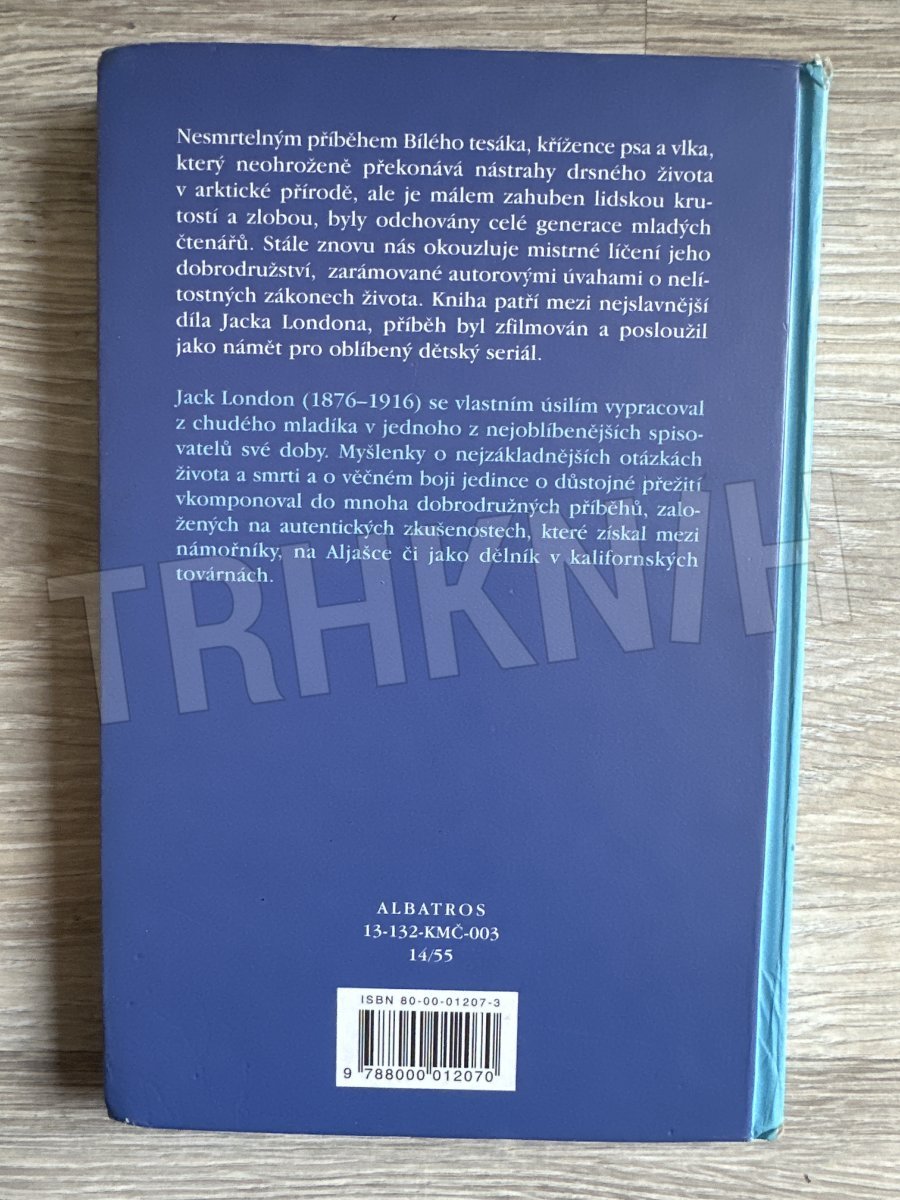 Nesmrtelným příběhem Bílého tesáka, křížence psa a vlka,
který neohroženě překonává nástrahy drsného života
v arktické přírodě, ale je málem zahuben lidskou kru-
tostí a zlobou, byly odchovány celé generace mladých
čtenářů. Stále znovu nás okouzluje mistrné líčení jeho
dobrodružství, zarámované autorovými úvahami o nelí-
tostných zákonech života. Kniha patří mezi nejslavnější
díla Jacka Londona, příběh byl zfilmován a posloužil
jako námět pro oblíbený dětský seriál.
Jack London (1876–1916) se vlastním úsilím vypracoval
z chudého mladíka v jednoho z nejoblíbenějších spiso-
vatelů své doby. Myšlenky o nejzákladnějších otázkách
života a smrti a o věčném boji jedince o důstojné přežití
vkomponoval do mnoha dobrodružných příběhů, zalo-
žených na autentických zkušenostech, které získal mezi
námořníky, na Aljašce či jako dělník v kalifornských
továrnách.
TRHKNIH
ALBATROS
13-132-KMČ-003
14/55
ISBN 80-00-01207-3
9 788000 012070